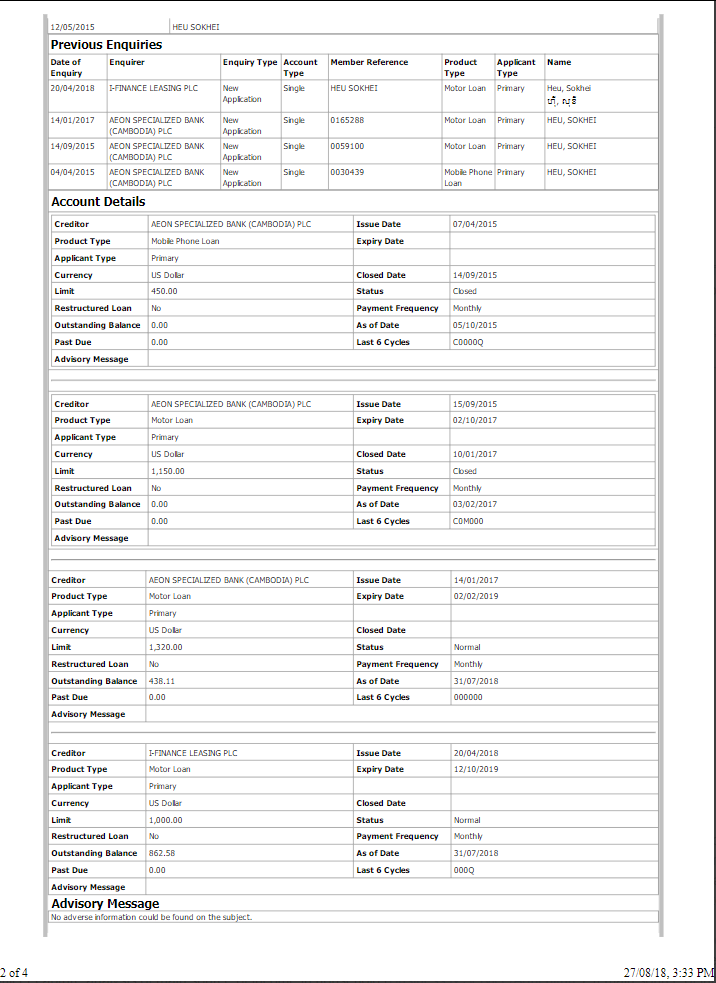 12/05/2015 HEU SOKHEI
Previous Enquiries
Date of Enquiry Enquirer Enquiry Type Account Type Member Reference Product Type Applicant Type Name
20/04/2018 I-FINANCE LEASING PLC New Application Single HEU SOKHEI Motor Loan Primary Heu, Sokhei
ហ៊ឺ, សុខី
14/01/2017 AEON SPECIALIZED BANK (CAMBODIA) PLC New Application Single 0165288 Motor Loan Primary HEU, SOKHEI
14/09/2015 AEON SPECIALIZED BANK (CAMBODIA) PLC New Application Single 0059100 Motor Loan Primary HEU, SOKHEI
04/04/2015 AEON SPECIALIZED BANK (CAMBODIA) PLC New Application Single 0030439 Mobile Phone Loan Primary HEU, SOKHEI
Account Details
Creditor AEON SPECIALIZED BANK (CAMBODIA) PLC Issue Date 07/04/2015
Product Type Mobile Phone Loan Expiry Date
Applicant Type Primary
Currency US Dollar Closed Date 14/09/2015
Limit 450.00 Status Closed
Restructured Loan No Payment Frequency Monthly
Outstanding Balance 0.00 As of Date 05/10/2015
Past Due 0.00 Last 6 Cycles C0000Q
Advisory Message
Creditor AEON SPECIALIZED BANK (CAMBODIA) PLC Issue Date 15/09/2015
Product Type Motor Loan Expiry Date 02/10/2017
Applicant Type Primary
Currency US Dollar Closed Date 10/01/2017
Limit 1,150.00 Status Closed
Restructured Loan No Payment Frequency Monthly
Outstanding Balance 0.00 As of Date 03/02/2017
Past Due 0.00 Last 6 Cycles C0M000
Advisory Message
Creditor AEON SPECIALIZED BANK (CAMBODIA) PLC Issue Date 14/01/2017
Product Type Motor Loan Expiry Date 02/02/2019
Applicant Type Primary
Currency US Dollar Closed Date
Limit 1,320.00 Status Normal
Restructured Loan No Payment Frequency Monthly
Outstanding Balance 438.11 As of Date 31/07/2018
Past Due 0.00 Last 6 Cycles 000000
Advisory Message
Creditor I-FINANCE LEASING PLC Issue Date 20/04/2018
Product Type Motor Loan Expiry Date 12/10/2019
Applicant Type Primary
Currency US Dollar Closed Date
Limit 1,000.00 Status Normal
Restructured Loan No Payment Frequency Monthly
Outstanding Balance 862.58 As of Date 31/07/2018
Past Due 0.00 Last 6 Cycles 000Q
Advisory Message
Advisory Message
No adverse information could be found on the subject.
2 of 4 27/08/18, 3:33 PM